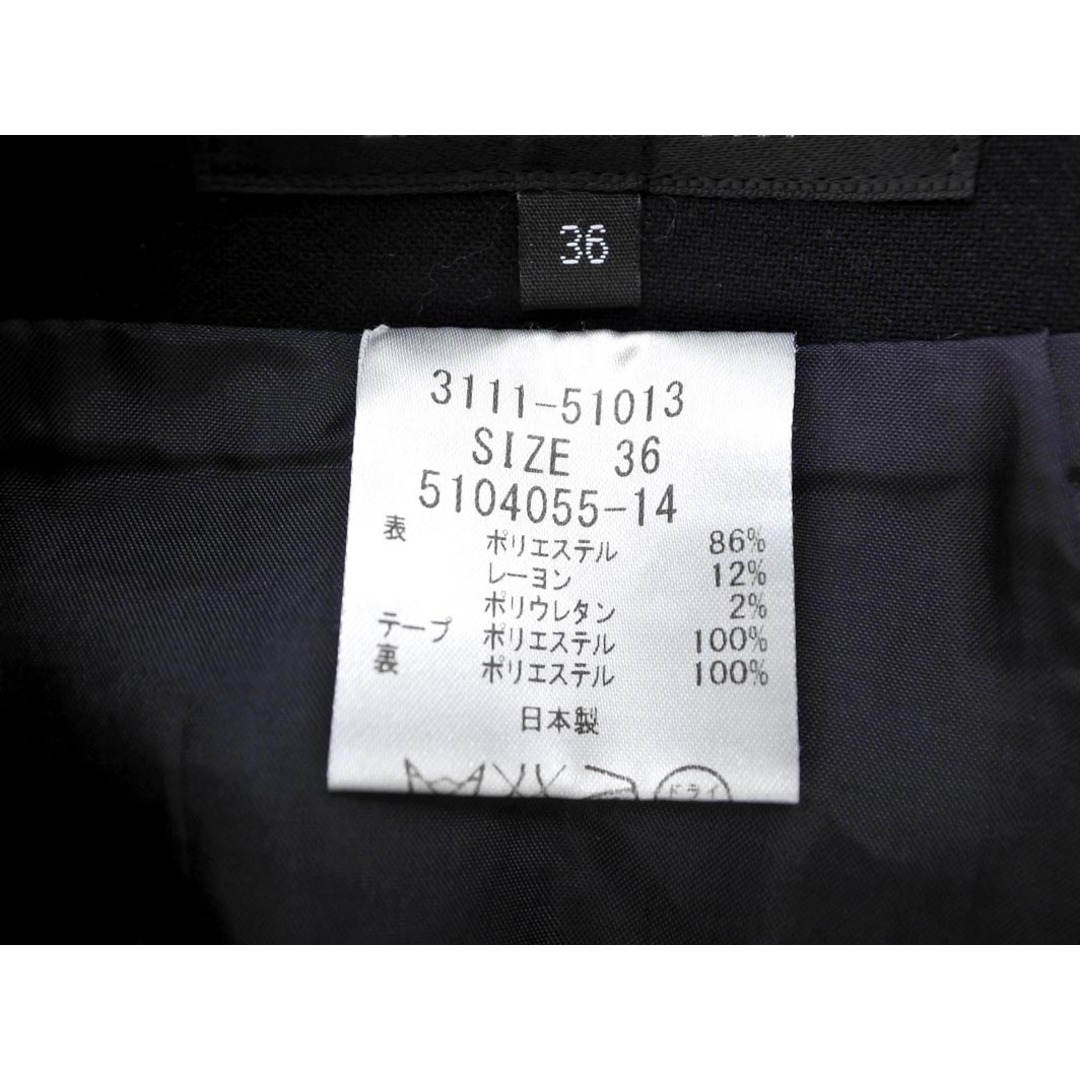 36
3111-51013
SIZE 36
5104055-14
表 ポリエステル 86%
レーヨン 12%
ポリウレタン 2%
テープ ポリエステル 100%
裏 ポリエステル 100%
日本製
ドライ